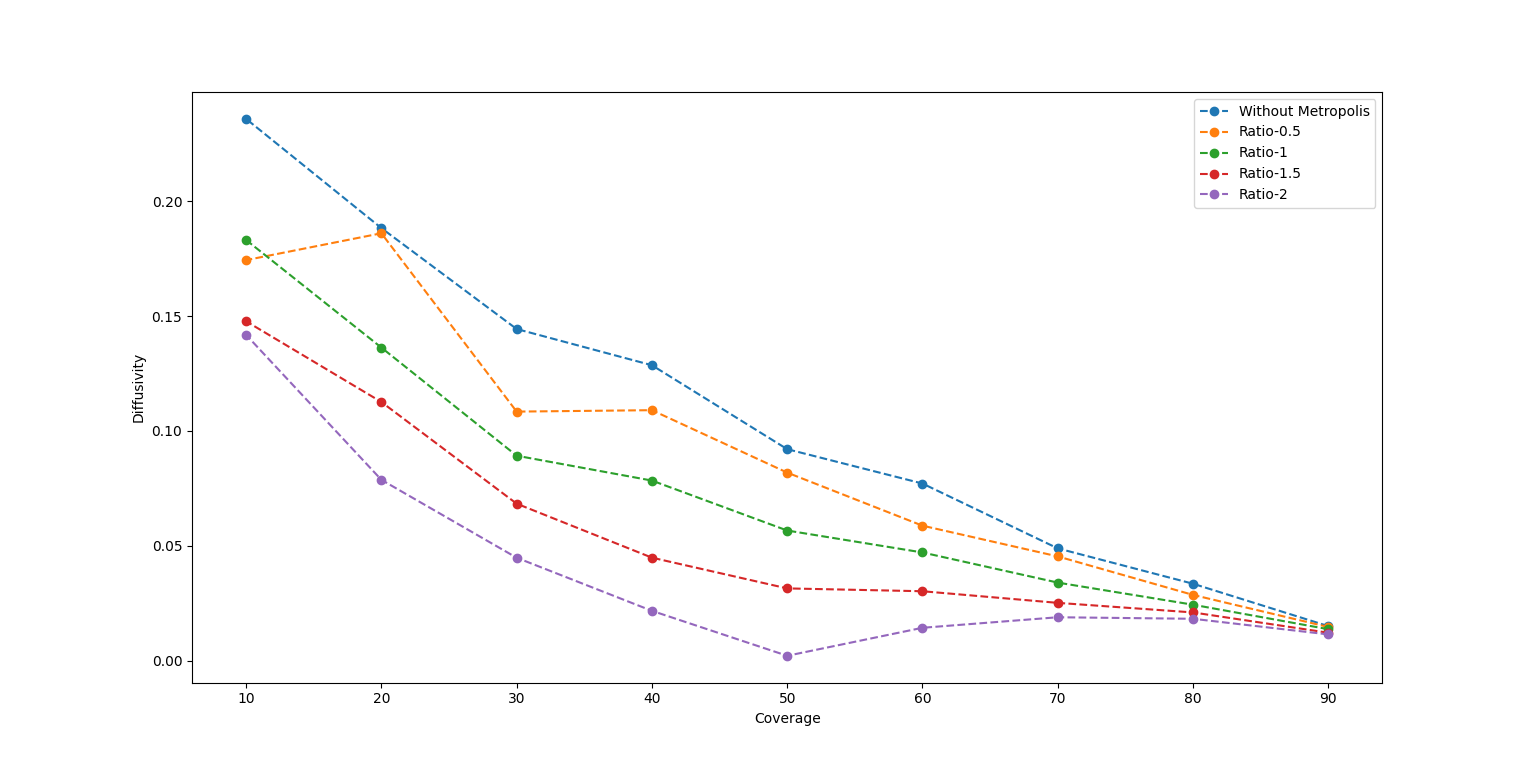 Without Metropolis
Ratio-0.5
Ratio-1
Ratio-1.5
Ratio-2
0.20
0.15
0.10
0.05
0.00
Diffusivity
10 20 30 40 50 60 70 80 90
Coverage